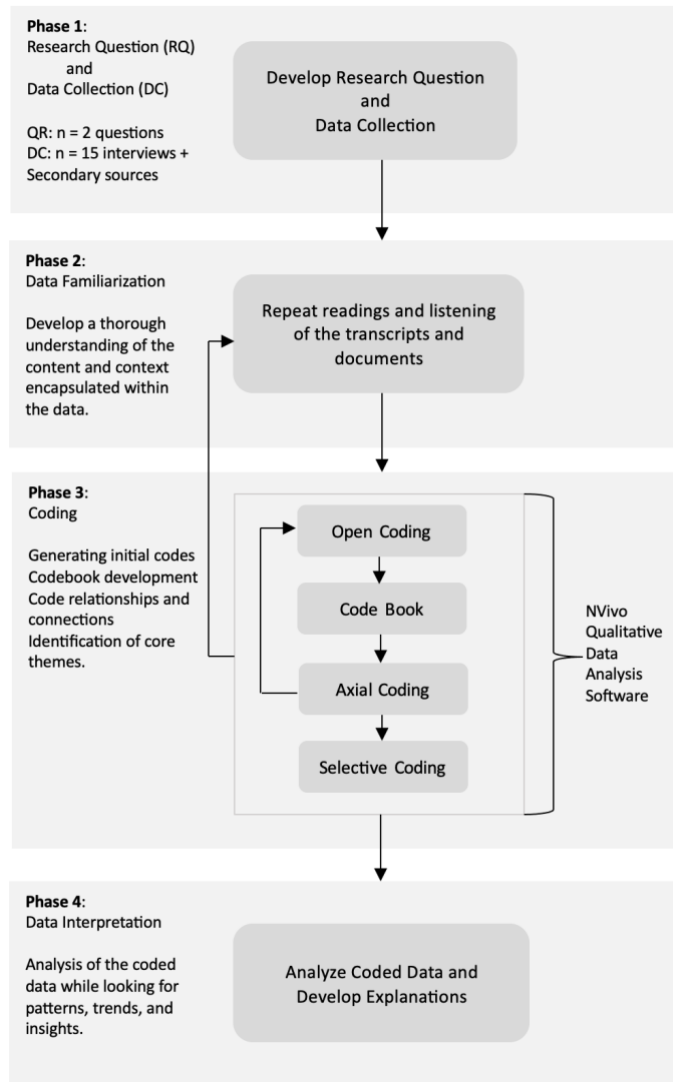 Phase 1:
Research Question (RQ)
and
Data Collection (DC)
QR: n = 2 questions
DC: n = 15 interviews +
Secondary sources
Develop Research Question
and
Data Collection
Phase 2:
Data Familiarization
Develop a thorough
understanding of the
content and context
encapsulated within
the data.
Repeat readings and listening
of the transcripts and
documents
Phase 3:
Coding
Generating initial codes
Codebook development
Code relationships and
connections
Identification of core
themes.
Open Coding
Code Book
Axial Coding
Selective Coding
NVivo
Qualitative
Data
Analysis
Software
Phase 4:
Data Interpretation
Analysis of the coded
data while looking for
patterns, trends, and
insights.
Analyze Coded Data and
Develop Explanations